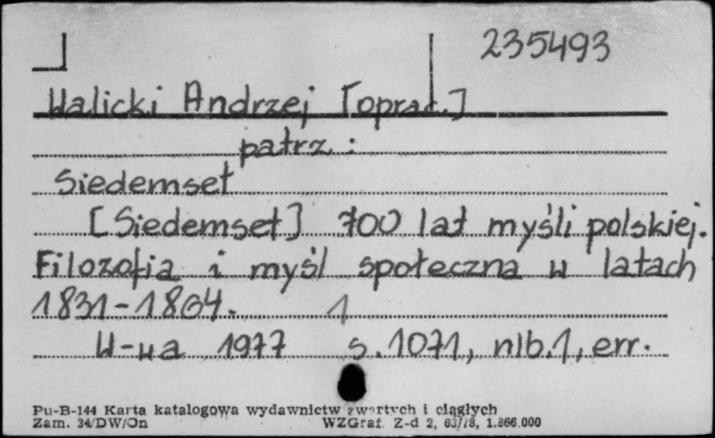 235493
Walicki Andrzej [oprac.]
patrz :
Siedemset
[Siedemset] 700 lat myśli polskiej.
Filozofia i myśl społeczna w latach
1831-1864. 1
W-wa 1977 s. 1071, nlb. 1, err.
Pu-B-144 Karta katalogowa wydawnictw zwartych i ciągłych
Zam. 34/DW/On WZGraf. Z-d 2, 63/78, 1.866.000